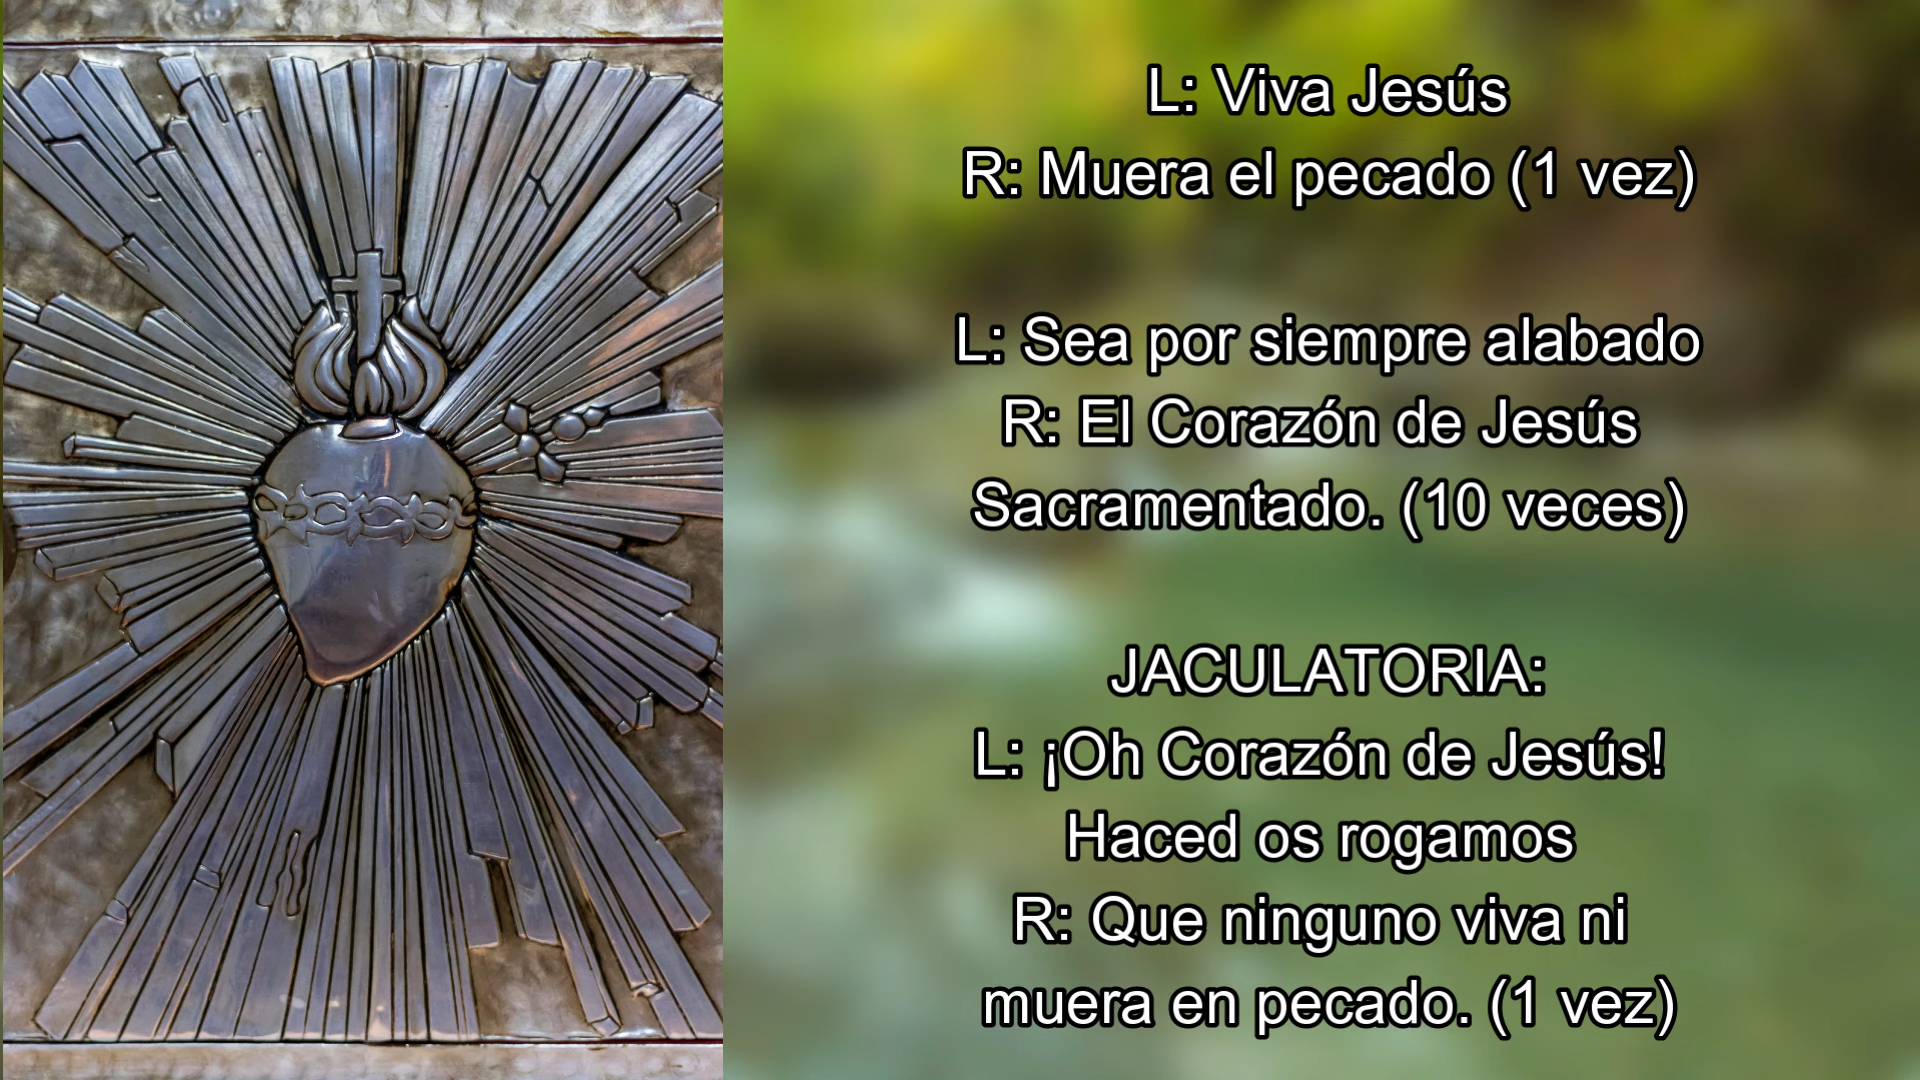 L: Viva Jesús
R: Muera el pecado (1 vez)
L: Sea por siempre alabado
R: El Corazón de Jesús
Sacramentado. (10 veces)
JACULATORIA:
L: ¡Oh Corazón de Jesús!
Haced os rogamos
R: Que ninguno viva ni
muera en pecado. (1 vez)